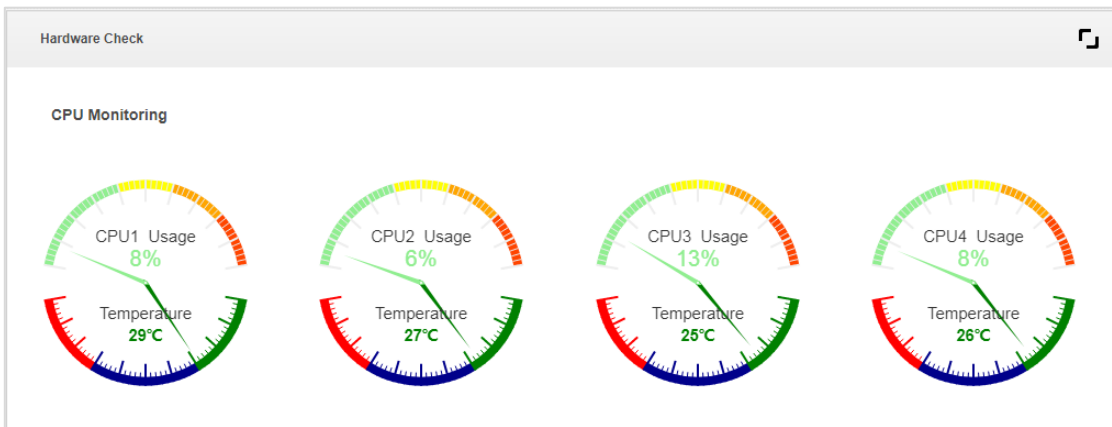 Hardware Check
CPU Monitoring
CPU1 Usage
8%
Temperature
29℃
CPU2 Usage
6%
Temperature
27℃
CPU3 Usage
13%
Temperature
25℃
CPU4 Usage
8%
Temperature
26℃